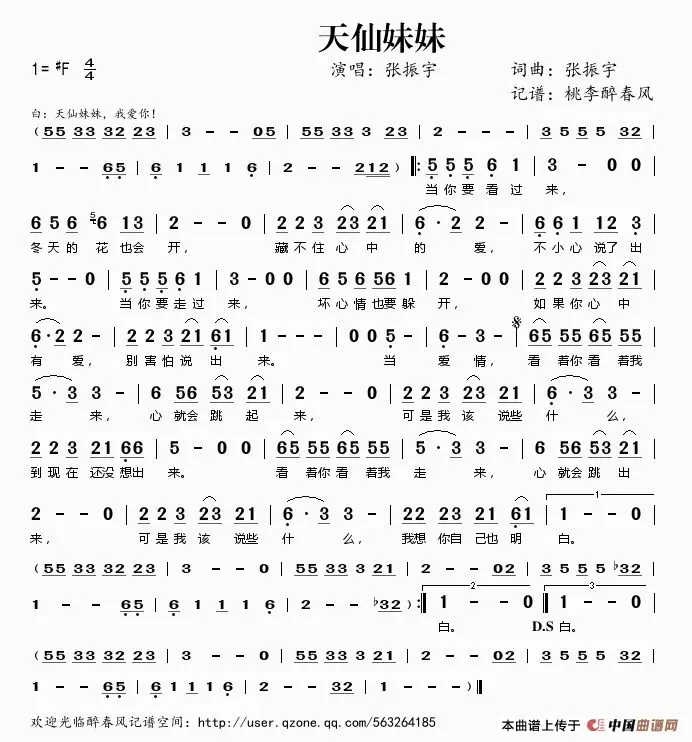 天仙妹妹
1=♯F 4/4 演唱：张振宇 词曲：张振宇
记谱：桃李醉春风
白：天仙妹妹，我爱你！
（55 33 32 23 | 3 - - 05 | 55 33 33 321 | 2 - - - | 3 5 5 5 32 |
1 - - 65 | 6 1 1 1 6 | 2 - - 212 ）‖: 5 5 5 6 1 | 3 - 0 0 |
当你要看过 来，
6 5 6 5 6 13 | 2 - - 0 | 2 2 3 23 21 | 6 · 2 2 - | 6 6 1 12 3 |
冬天的 花也会 开， 藏不住心中 的 爱， 不小心说了出
5 - - 0 | 5 5 5 6 1 | 3 - 0 0 | 65 6 56 561 | 2 - - 0 | 2 2 3 23 21 |
来。 当你要走过 来， 坏心情也要躲 开， 如果你心中
6 · 2 2 - | 2 2 3 21 61 | 1 - - - | 0 0 0 5 | 6 - 3 - | 65 55 65 55 |
有 爱，别害怕说 出 来。 当 爱 情， 看着你看着我
5 · 3 3 - | 6 56 53 21 | 2 - - 0 | 2 2 3 23 21 | 6 · 3 3 - |
走 来， 心就会跳 起 来， 可是我该 说些 什 么，
2 2 3 21 66 | 5 - 0 0 | 65 55 65 55 | 5 · 3 3 - | 6 56 53 21 |
到现在 还没想出 来。 看着你看着我 走 来， 心就会跳出
2 - - 0 | 2 2 3 23 21 | 6 · 3 3 - | 22 23 21 61 | 1 - - 0 |
来， 可是我该 说些 什 么， 我想你自己也 明 白。
（55 33 32 23 | 3 - - 05 | 55 33 33 321 | 2 - - 0 | 3 5 5 5 ♭32 |
1 - - 65 | 6 1 1 1 6 | 2 - - ♭32 ）:‖ 1 - - 0 ‖ 1 - - 0 |
白。 D.S 白。
（55 33 32 23 | 3 - - 05 | 55 33 33 321 | 2 - - 0 2 | 3 5 5 5 32 |
1 - - 65 | 6 1 1 1 6 | 2 - - 32 | 1 - - - ）‖
欢迎光临醉春风记谱空间：http://user.qzone.qq.com/563264185
本曲谱上传于 中国曲谱网